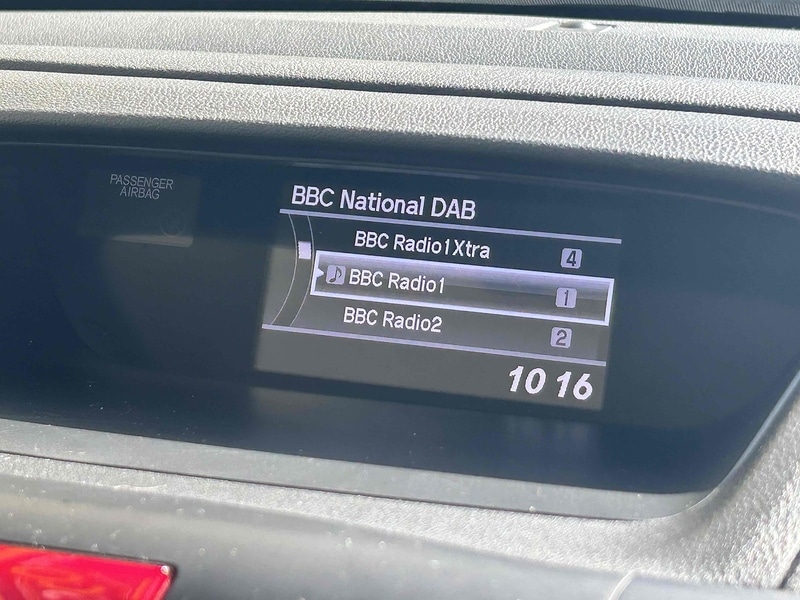 PASSENGER
AIRBAG
BBC National DAB
BBC Radio1Xtra 4
BBC Radio1 1
BBC Radio2 2
10 16